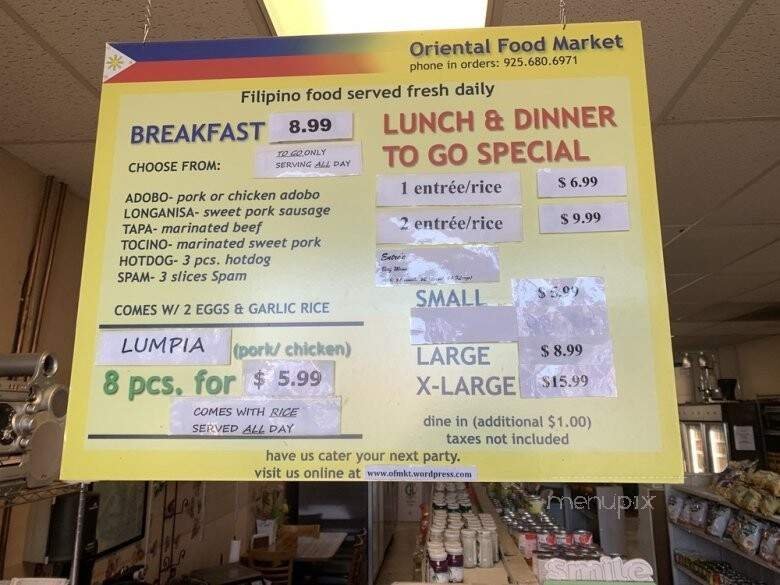 Oriental Food Market
phone in orders: 925.680.6971
Filipino food served fresh daily
BREAKFAST 8.99
TO GO ONLY
SERVING ALL DAY
CHOOSE FROM:
ADOBO- pork or chicken adobo
LONGANISA- sweet pork sausage
TAPA- marinated beef
TOCINO- marinated sweet pork
HOTDOG- 3 pcs. hotdog
SPAM- 3 slices Spam
COMES W/ 2 EGGS & GARLIC RICE
LUMPIA (pork/ chicken)
8 pcs. for $ 5.99
COMES WITH RICE
SERVED ALL DAY
LUNCH & DINNER
TO GO SPECIAL
1 entrée/rice $ 6.99
2 entrée/rice $ 9.99
Entrée
SMALL $ 5.99
LARGE $ 8.99
X-LARGE $15.99
dine in (additional $1.00)
taxes not included
have us cater your next party.
visit us online at www.ofmkt.wordpress.com
menupix
smile